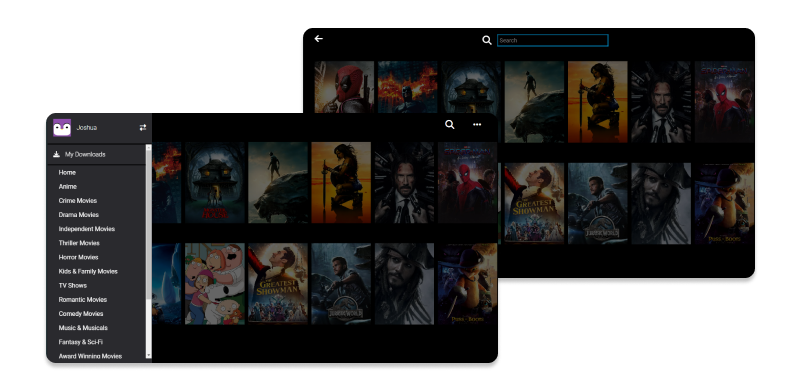 Search
Joshua
My Downloads
Home
Anime
Crime Movies
Drama Movies
Independent Movies
Thriller Movies
Horror Movies
Kids & Family Movies
TV Shows
Romantic Movies
Comedy Movies
Music & Musicals
Fantasy & Sci-Fi
Award Winning Movies
GREATEST
SHOWMAN
JURASSIC WORLD
PUSS IN BOOTS
GREATEST
SHOWMAN
JURASSIC WORLD
PUSS IN BOOTS